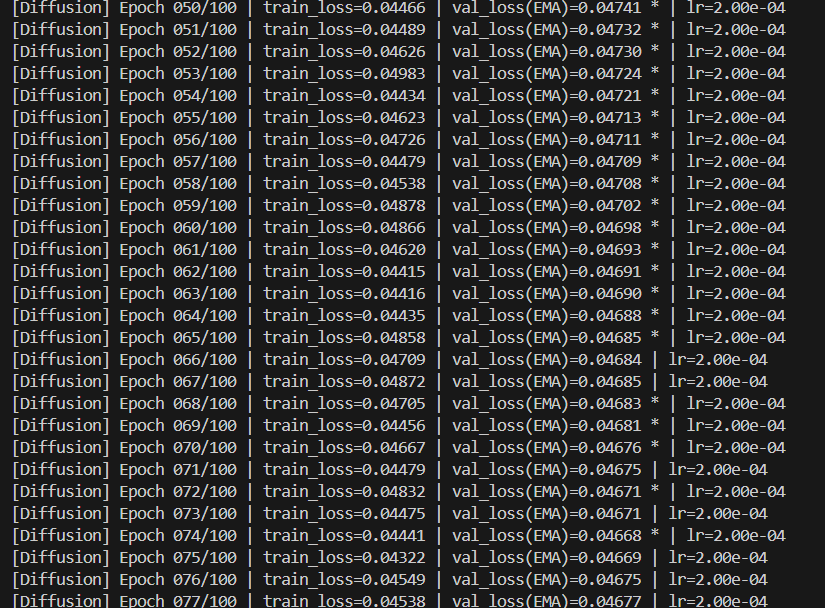 [Diffusion] Epoch 050/100 | train_loss=0.04466 | val_loss(EMA)=0.04741 * | lr=2.00e-04
[Diffusion] Epoch 051/100 | train_loss=0.04489 | val_loss(EMA)=0.04732 * | lr=2.00e-04
[Diffusion] Epoch 052/100 | train_loss=0.04626 | val_loss(EMA)=0.04730 * | lr=2.00e-04
[Diffusion] Epoch 053/100 | train_loss=0.04983 | val_loss(EMA)=0.04724 * | lr=2.00e-04
[Diffusion] Epoch 054/100 | train_loss=0.04434 | val_loss(EMA)=0.04721 * | lr=2.00e-04
[Diffusion] Epoch 055/100 | train_loss=0.04623 | val_loss(EMA)=0.04713 * | lr=2.00e-04
[Diffusion] Epoch 056/100 | train_loss=0.04726 | val_loss(EMA)=0.04711 * | lr=2.00e-04
[Diffusion] Epoch 057/100 | train_loss=0.04479 | val_loss(EMA)=0.04709 * | lr=2.00e-04
[Diffusion] Epoch 058/100 | train_loss=0.04538 | val_loss(EMA)=0.04708 * | lr=2.00e-04
[Diffusion] Epoch 059/100 | train_loss=0.04878 | val_loss(EMA)=0.04702 * | lr=2.00e-04
[Diffusion] Epoch 060/100 | train_loss=0.04866 | val_loss(EMA)=0.04698 * | lr=2.00e-04
[Diffusion] Epoch 061/100 | train_loss=0.04620 | val_loss(EMA)=0.04693 * | lr=2.00e-04
[Diffusion] Epoch 062/100 | train_loss=0.04415 | val_loss(EMA)=0.04691 * | lr=2.00e-04
[Diffusion] Epoch 063/100 | train_loss=0.04416 | val_loss(EMA)=0.04690 * | lr=2.00e-04
[Diffusion] Epoch 064/100 | train_loss=0.04435 | val_loss(EMA)=0.04688 * | lr=2.00e-04
[Diffusion] Epoch 065/100 | train_loss=0.04858 | val_loss(EMA)=0.04685 * | lr=2.00e-04
[Diffusion] Epoch 066/100 | train_loss=0.04709 | val_loss(EMA)=0.04684 | lr=2.00e-04
[Diffusion] Epoch 067/100 | train_loss=0.04872 | val_loss(EMA)=0.04685 | lr=2.00e-04
[Diffusion] Epoch 068/100 | train_loss=0.04705 | val_loss(EMA)=0.04683 * | lr=2.00e-04
[Diffusion] Epoch 069/100 | train_loss=0.04456 | val_loss(EMA)=0.04681 * | lr=2.00e-04
[Diffusion] Epoch 070/100 | train_loss=0.04667 | val_loss(EMA)=0.04676 * | lr=2.00e-04
[Diffusion] Epoch 071/100 | train_loss=0.04479 | val_loss(EMA)=0.04675 | lr=2.00e-04
[Diffusion] Epoch 072/100 | train_loss=0.04832 | val_loss(EMA)=0.04671 * | lr=2.00e-04
[Diffusion] Epoch 073/100 | train_loss=0.04475 | val_loss(EMA)=0.04671 | lr=2.00e-04
[Diffusion] Epoch 074/100 | train_loss=0.04441 | val_loss(EMA)=0.04668 * | lr=2.00e-04
[Diffusion] Epoch 075/100 | train_loss=0.04322 | val_loss(EMA)=0.04669 | lr=2.00e-04
[Diffusion] Epoch 076/100 | train_loss=0.04549 | val_loss(EMA)=0.04675 | lr=2.00e-04
[Diffusion] Epoch 077/100 | train_loss=0.04538 | val_loss(EMA)=0.04677 | lr=2.00e-04